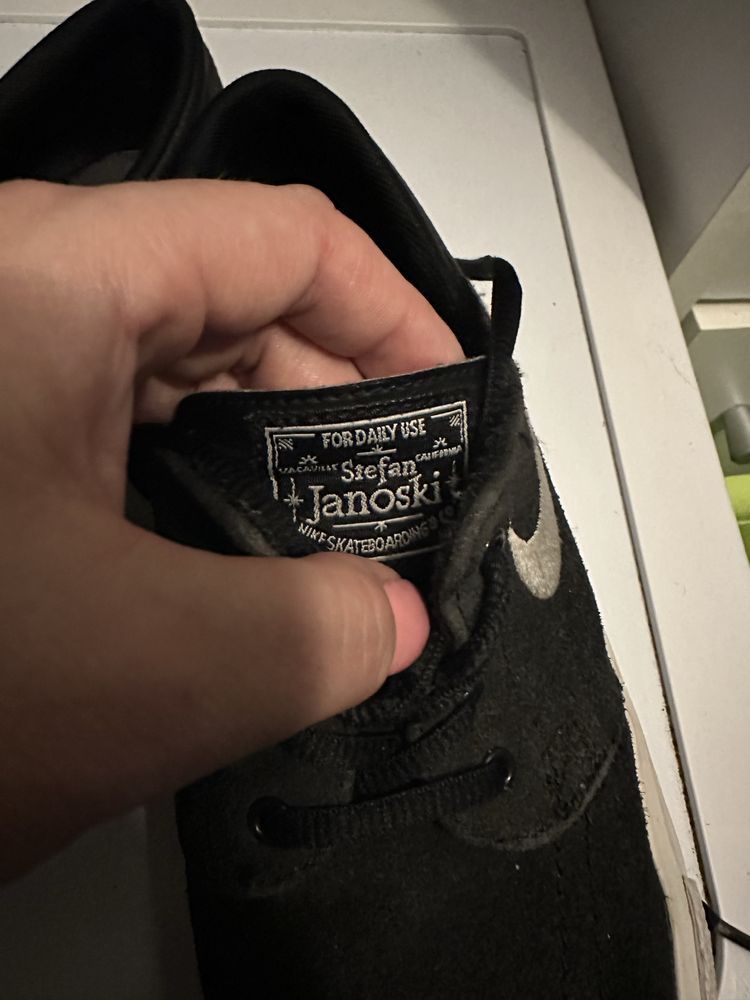 FOR DAILY USE
VACAVILLE CALIFORNIA
Stefan
Janoski
NIKE SKATEBOARDING